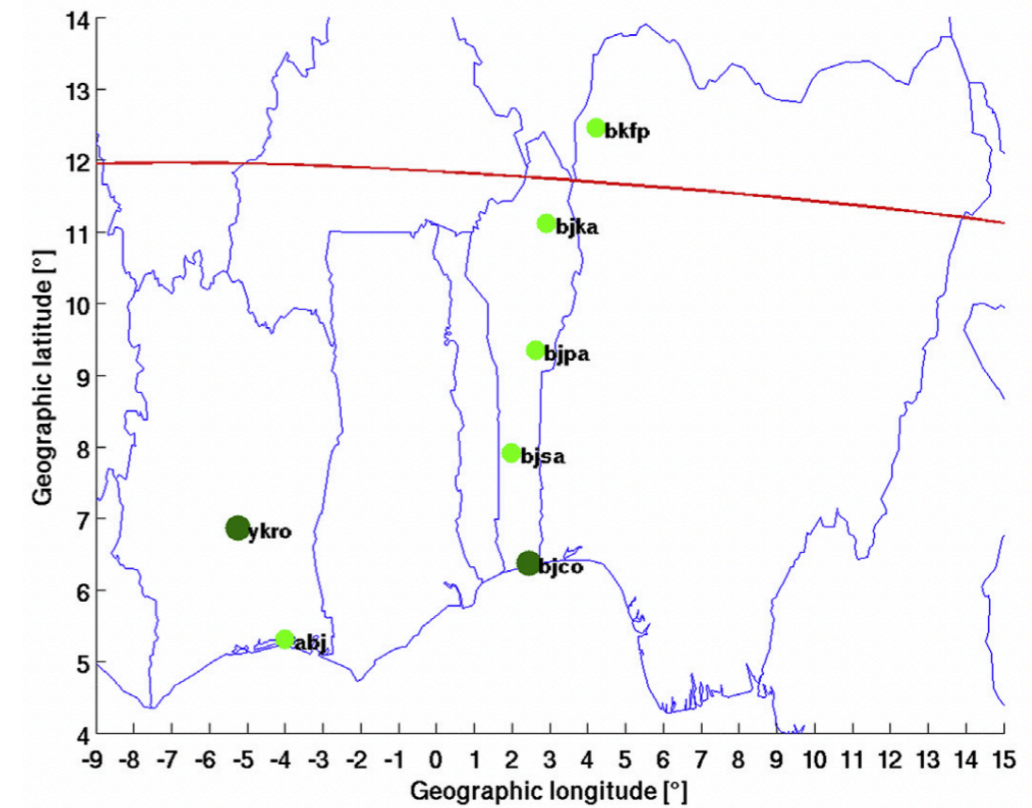 14
13
12
11
10
9
8
7
6
5
4
Geographic latitude [°]
bkfp
bjka
bjpa
bjsa
ykro
bjco
abj
-9 -8 -7 -6 -5 -4 -3 -2 -1 0 1 2 3 4 5 6 7 8 9 10 11 12 13 14 15
Geographic longitude [°]